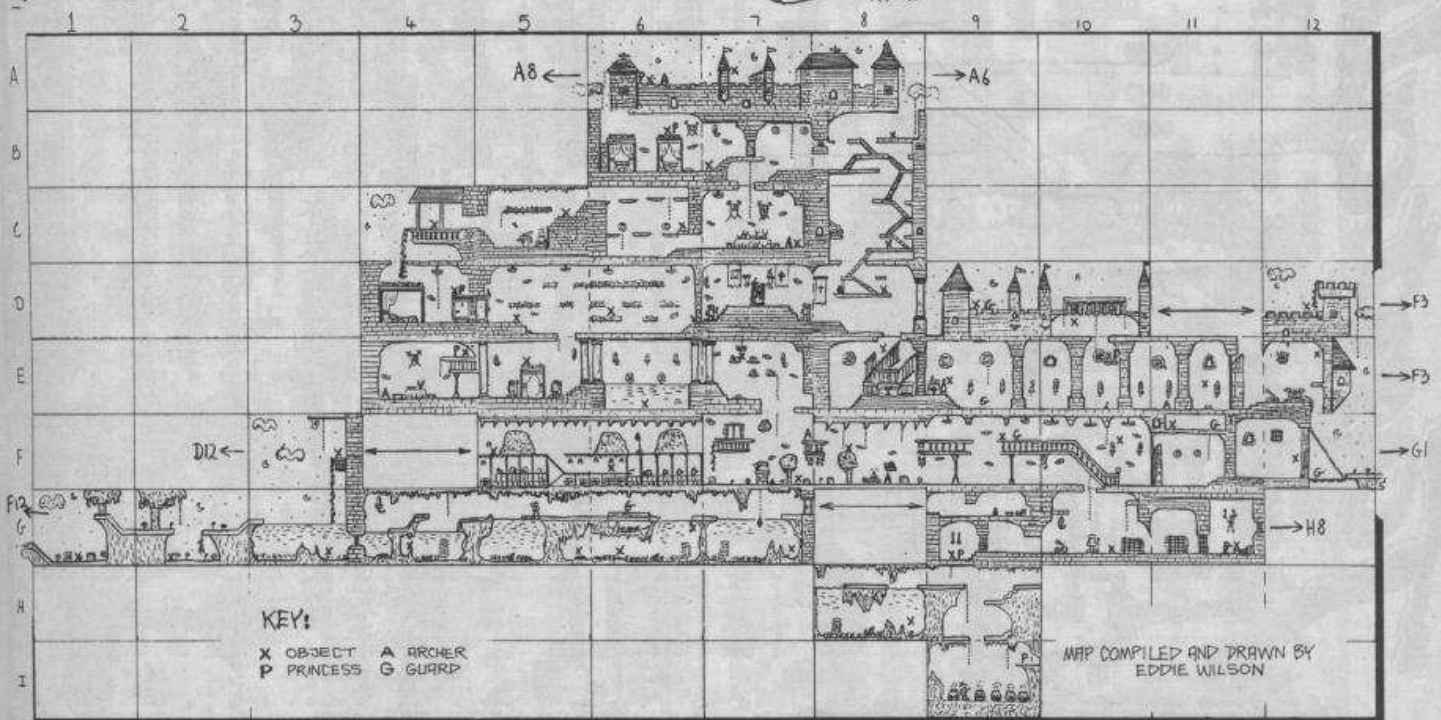 1 2 3 4 5 6 7 8 9 10 11 12
A
A8 ← → A6
P X A G X G
B
X P X X
C
X X X A X
D
X P X X X G X X → F3
E
X P X X X X G X P X X → F3
A
F
D12 ← X X G X G X G → G1
X G
F12
G
G X P → H8
X X X X X X X P P X
H
X
KEY:
X OBJECT A ARCHER
P PRINCESS G GUARD
MAP COMPILED AND DRAWN BY
EDDIE WILSON
I
P